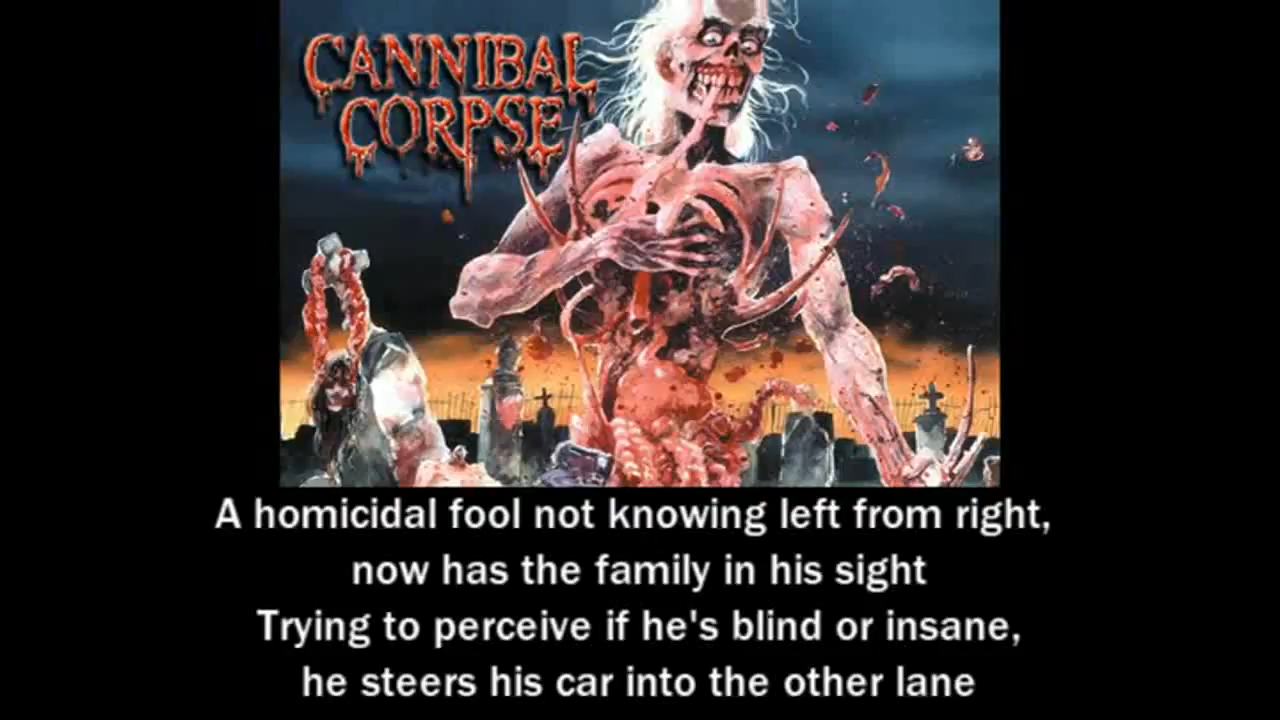 CANNIBAL
CORPSE
A homicidal fool not knowing left from right,
now has the family in his sight
Trying to perceive if he's blind or insane,
he steers his car into the other lane